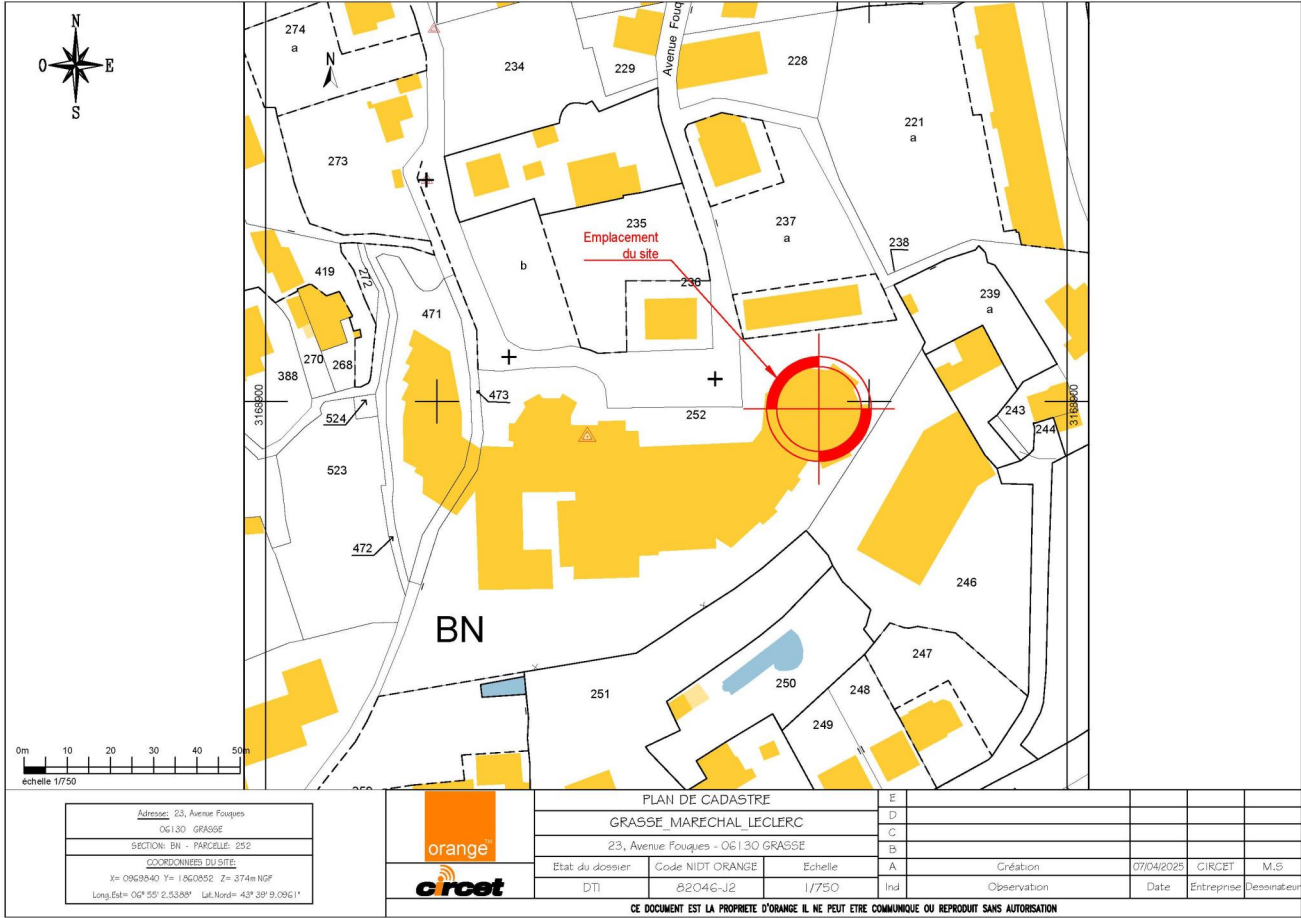 N
O E
S
N
274
a
234
229
Avenue Fouq
228
221
a
273
235
237
a
Emplacement
du site
b
236
238
419
272
239
a
471
270
268
388
3168900
473
252
243
244
3168900
524
523
472
246
BN
247
251
250
248
249
0m 10 20 30 40 50m
échelle 1/750
Adresse: 23, Avenue Fouques
06130 GRASSE
SECTION: BN - PARCELLE: 252
COORDONNEES DU SITE:
X= 0969840 Y= 1860852 Z= 374m NGF
Long.Est= 06° 55' 2.5388" Lat.Nord= 43° 39' 9.0961"
orange™
circet
PLAN DE CADASTRE
GRASSE_MARECHAL_LECLERC
23, Avenue Fouques - 06130 GRASSE
Etat du dossier Code NIDT ORANGE Echelle
DTI 82046-J2 1/750
E
D
C
B
A Création 07/04/2025 CIRCET M.S
Ind Observation Date Entreprise Dessinateur
CE DOCUMENT EST LA PROPRIETE D'ORANGE IL NE PEUT ETRE COMMUNIQUE OU REPRODUIT SANS AUTORISATION